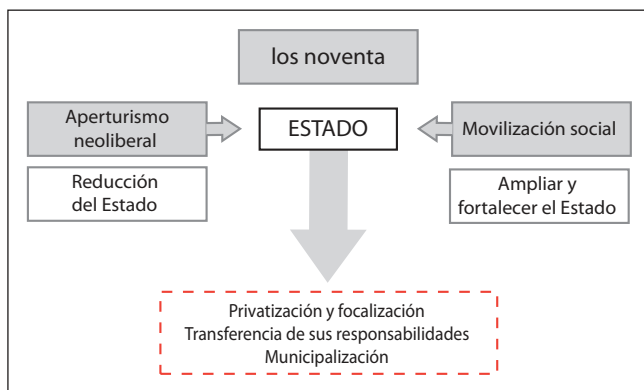 los noventa
Aperturismo
neoliberal
ESTADO
Movilización social
Reducción
del Estado
Ampliar y
fortalecer el Estado
Privatización y focalización
Transferencia de sus responsabilidades
Municipalización